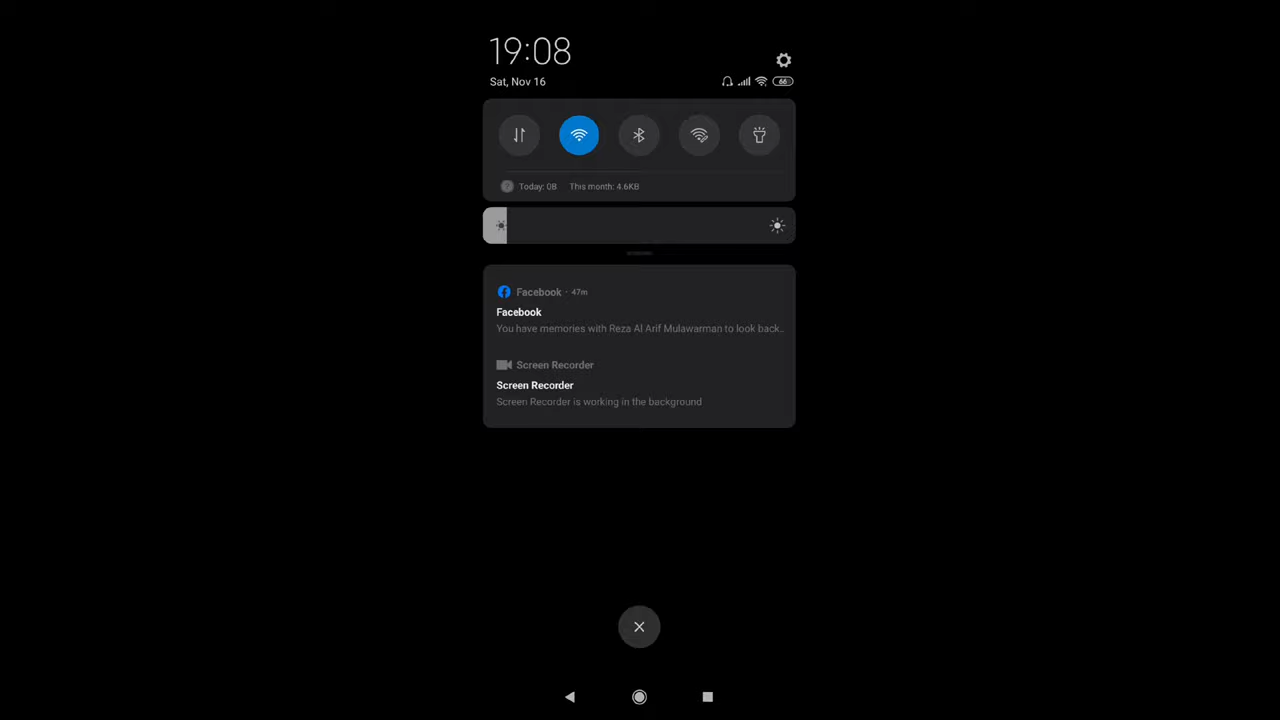 19:08
Sat, Nov 16
66
Today: 0B This month: 4.6KB
Facebook · 47m
Facebook
You have memories with Reza Al Arif Mulawarman to look back..
Screen Recorder
Screen Recorder
Screen Recorder is working in the background